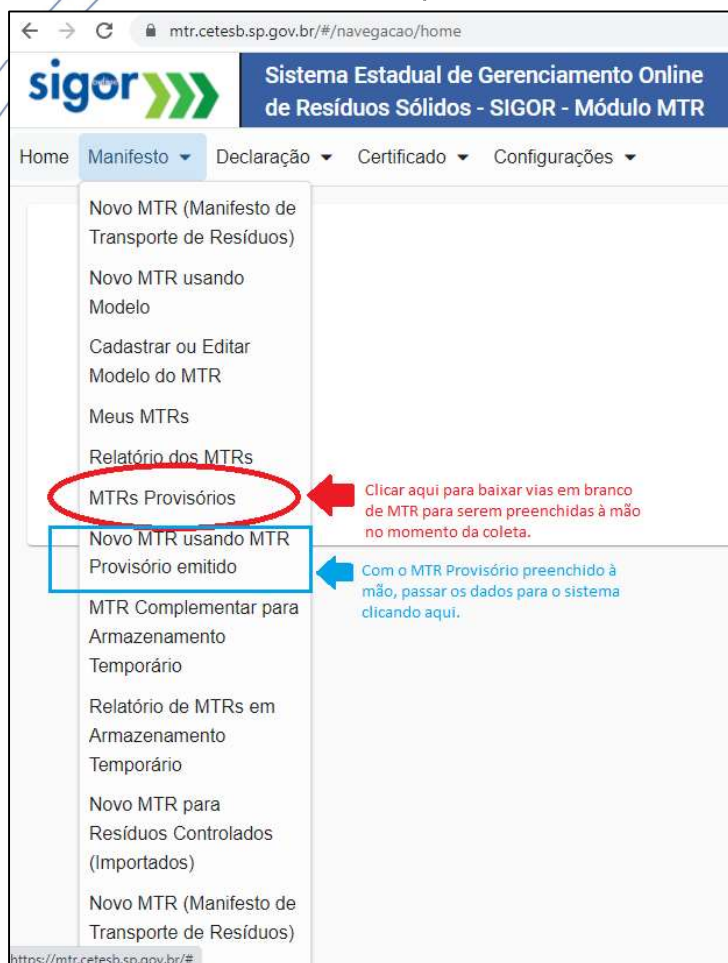 mtr.cetesb.sp.gov.br/#/navegacao/home
sigor
Sistema Estadual de Gerenciamento Online
de Resíduos Sólidos - SIGOR - Módulo MTR
Home Manifesto Declaração Certificado Configurações
Novo MTR (Manifesto de
Transporte de Resíduos)
Novo MTR usando
Modelo
Cadastrar ou Editar
Modelo do MTR
Meus MTRs
Relatório dos MTRs
MTRs Provisórios
Clicar aqui para baixar vias em branco
de MTR para serem preenchidas à mão
no momento da coleta.
Novo MTR usando MTR
Provisório emitido
Com o MTR Provisório preenchido à
mão, passar os dados para o sistema
clicando aqui.
MTR Complementar para
Armazenamento
Temporário
Relatório de MTRs em
Armazenamento
Temporário
Novo MTR para
Resíduos Controlados
(Importados)
Novo MTR (Manifesto de
Transporte de Resíduos)
https://mtr.cetesb.sp.gov.br/#